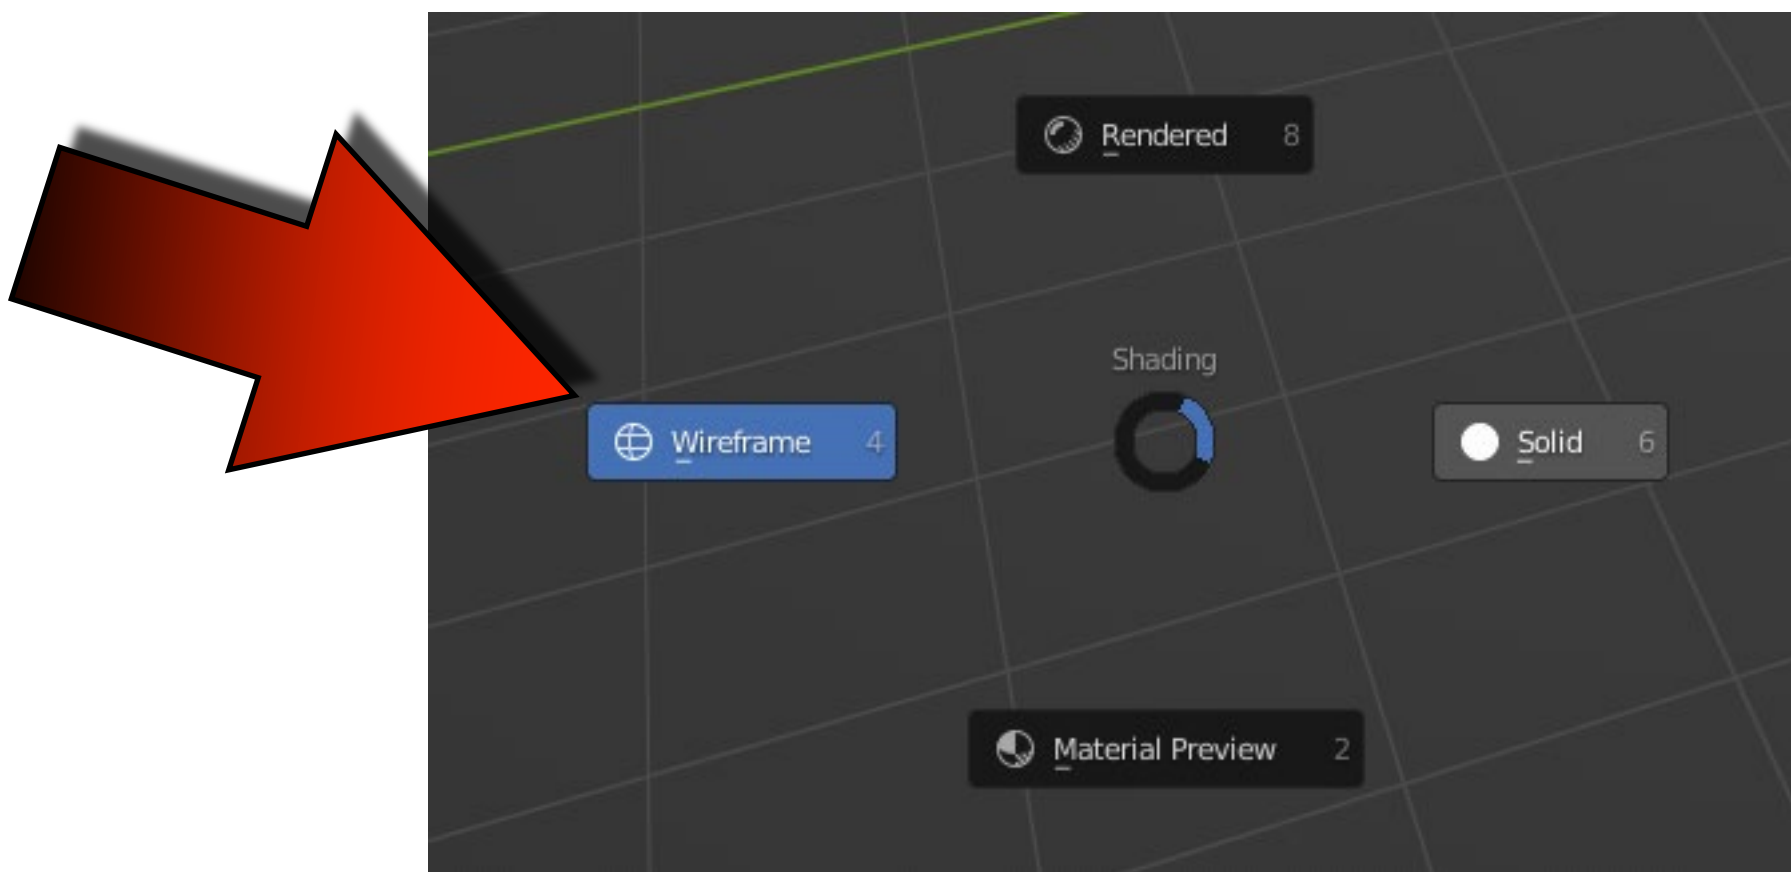 Rendered 8
Shading
Wireframe 4
Solid 6
Material Preview 2